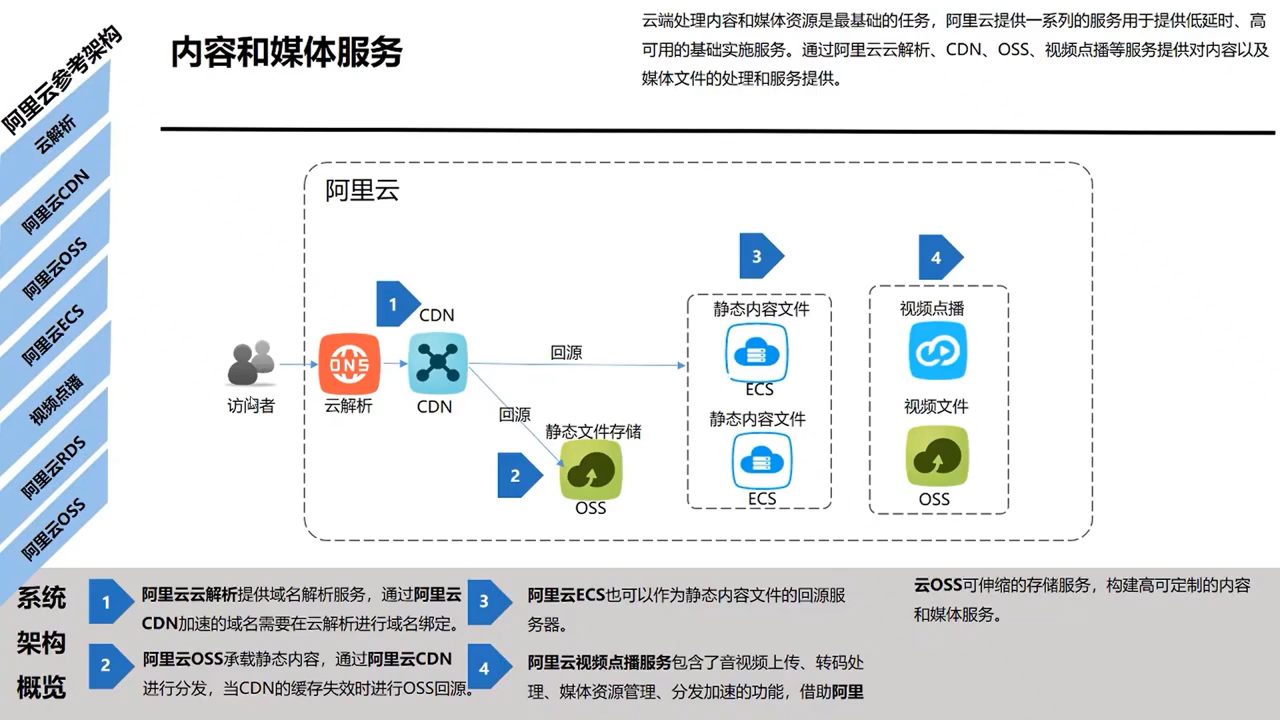 内容和媒体服务
云端处理内容和媒体资源是最基础的任务，阿里云提供一系列的服务用于提供低延时、高
可用的基础实施服务。通过阿里云云解析、CDN、OSS、视频点播等服务提供对内容以及
媒体文件的处理和服务提供。
阿里云参考架构
云解析
阿里云CDN
阿里云OSS
阿里云ECS
视频点播
阿里云RDS
阿里云OSS
阿里云
1
CDN
访问者
ONS
云解析
CDN
回源
回源
2
静态文件存储
OSS
3
静态内容文件
ECS
静态内容文件
ECS
4
视频点播
视频文件
OSS
系统
架构
概览
1
阿里云云解析提供域名解析服务，通过阿里云
CDN加速的域名需要在云解析进行域名绑定。
2
阿里云OSS承载静态内容，通过阿里云CDN
进行分发，当CDN的缓存失效时进行OSS回源。
3
阿里云ECS也可以作为静态内容文件的回源服
务器。
4
阿里云视频点播服务包含了音视频上传、转码处
理、媒体资源管理、分发加速的功能，借助阿里
云OSS可伸缩的存储服务，构建高可定制的内容
和媒体服务。